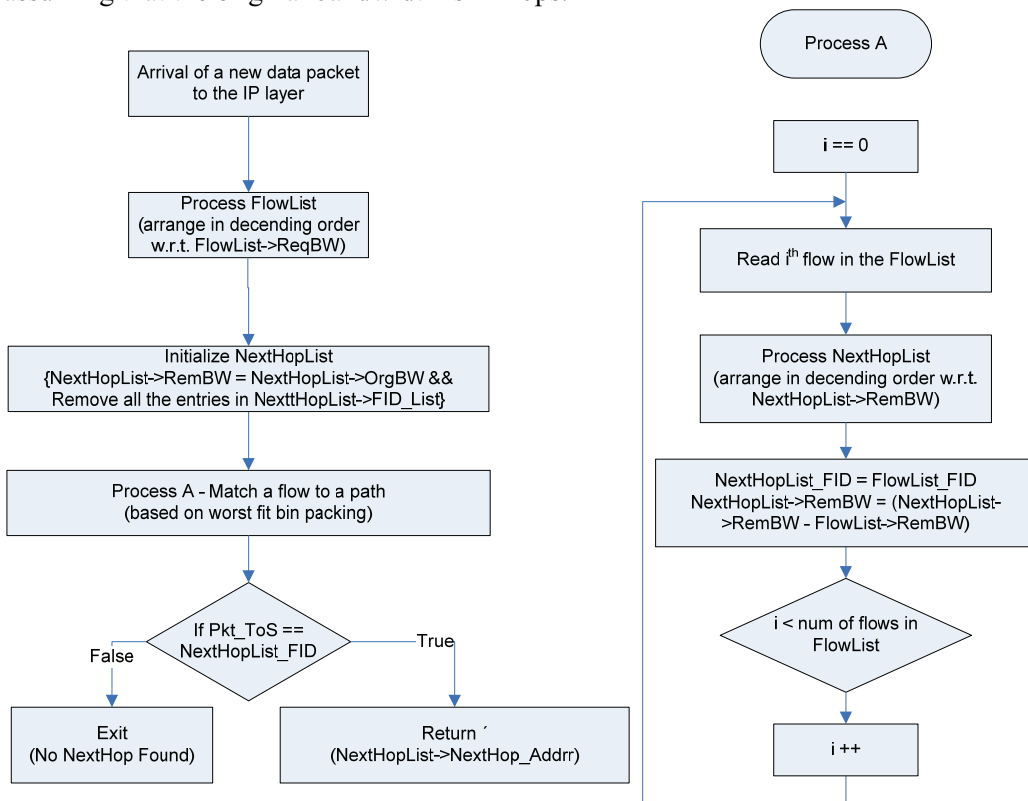 Arrival of a new data packet
to the IP layer
Process FlowList
(arrange in decending order
w.r.t. FlowList->ReqBW)
Initialize NextHopList
{NextHopList->RemBW = NextHopList->OrgBW &&
Remove all the entries in NexttHopList->FID_List}
Process A - Match a flow to a path
(based on worst fit bin packing)
If Pkt_ToS ==
NextHopList_FID
False
True
Exit
(No NextHop Found)
Return ´
(NextHopList->NextHop_Addrr)
Process A
i == 0
Read ith flow in the FlowList
Process NextHopList
(arrange in decending order w.r.t.
NextHopList->RemBW)
NextHopList_FID = FlowList_FID
NextHopList->RemBW = (NextHopList-
>RemBW - FlowList->RemBW)
i < num of flows in
FlowList
i ++